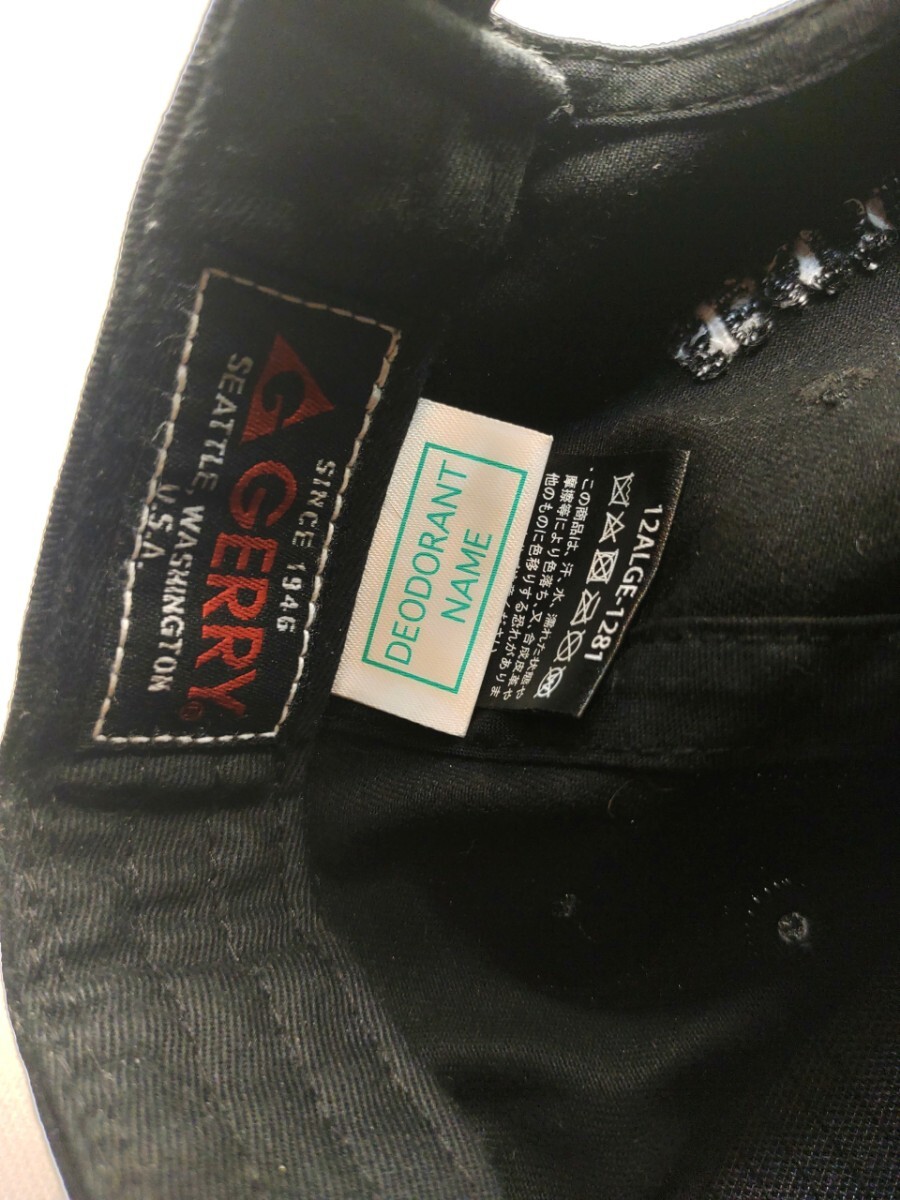 SINCE 1946
G GERRY®
SEATTLE, WASHINGTON
U.S.A.
DEODORANT
NAME
12ALGE-1281
・この商品は、汗、水、濡れた状態や
摩擦等により色落ち、又、合成皮革や
他のものに色移りする恐れがありま